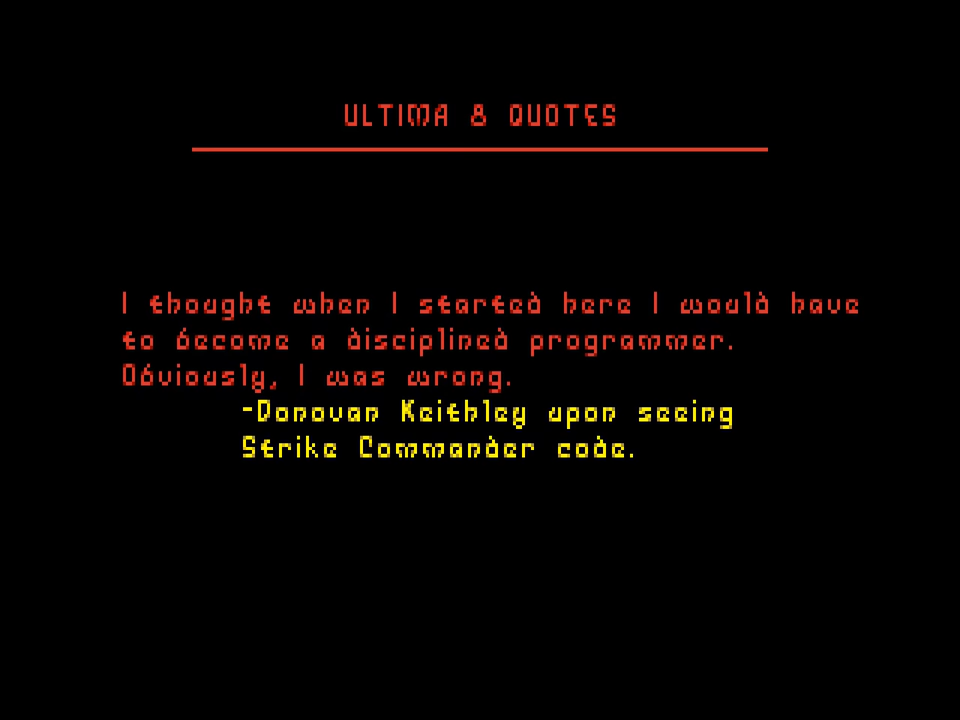 ULTIMA 8 QUOTES
I thought when I started here I would have
to become a disciplined programmer.
Obviously, I was wrong.
-Donovan Keithley upon seeing
Strike Commander code.